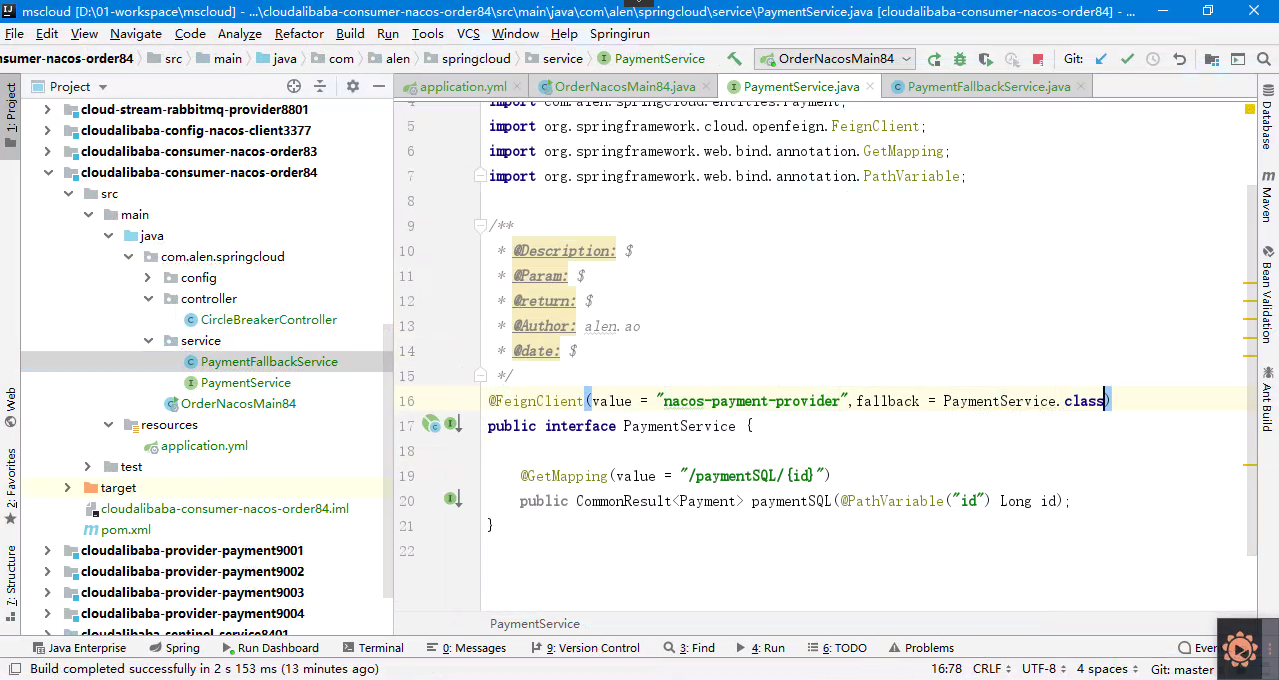 mscloud [D:\01-workspace\mscloud] - ...\cloudalibaba-consumer-nacos-order84\src\main\java\com\alen\springcloud\service\PaymentService.java [cloudalibaba-consumer-nacos-order84] - ...
File Edit View Navigate Code Analyze Refactor Build Run Tools VCS Window Help Springirun
nsumer-nacos-order84 src main java com alen springcloud service PaymentService OrderNacosMain84 Git:
Project
application.yml OrderNacosMain84.java PaymentService.java PaymentFallbackService.java
1: Project
2: Favorites
Web
7: Structure
cloud-stream-rabbitmq-provider8801
cloudalibaba-config-nacos-client3377
cloudalibaba-consumer-nacos-order83
cloudalibaba-consumer-nacos-order84
src
main
java
com.alen.springcloud
config
controller
CircleBreakerController
service
PaymentFallbackService
PaymentService
OrderNacosMain84
resources
application.yml
test
target
cloudalibaba-consumer-nacos-order84.iml
pom.xml
cloudalibaba-provider-payment9001
cloudalibaba-provider-payment9002
cloudalibaba-provider-payment9003
cloudalibaba-provider-payment9004
cloudalibaba-sentinel-service8401
4 import com.alen.springcloud.entities.Payment;
5 import org.springframework.cloud.openfeign.FeignClient;
6 import org.springframework.web.bind.annotation.GetMapping;
7 import org.springframework.web.bind.annotation.PathVariable;
8
9 /**
10 * @Description: $
11 * @Param: $
12 * @return: $
13 * @Author: alen.ao
14 * @date: $
15 */
16 @FeignClient(value = "nacos-payment-provider",fallback = PaymentService.class)
17 public interface PaymentService {
18
19 @GetMapping(value = "/paymentSQL/{id}")
20 public CommonResult<Payment> paymentSQL(@PathVariable("id") Long id);
21 }
22
PaymentService
Database
Maven
Bean Validation
Ant Build
Java Enterprise Spring Run Dashboard Terminal 0: Messages 9: Version Control 3: Find 4: Run 6: TODO Problems Ever
Build completed successfully in 2 s 153 ms (13 minutes ago) 16:78 CRLF UTF-8 4 spaces Git: master